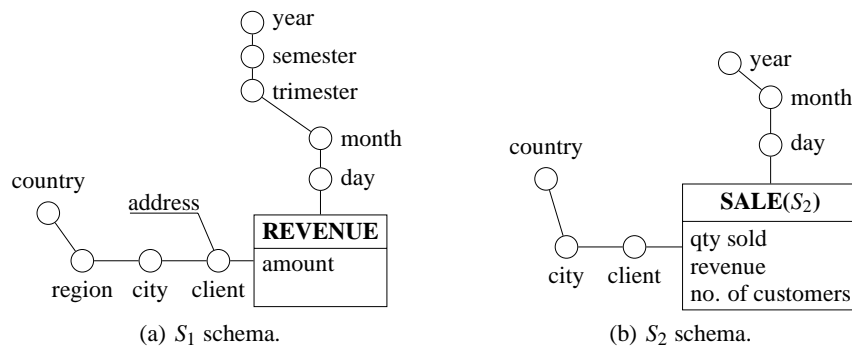 year
semester
trimester
month
day
country
address
region
city
client
REVENUE
amount
(a) S1 schema.
year
month
day
country
city
client
SALE(S2)
qty sold
revenue
no. of customers
(b) S2 schema.